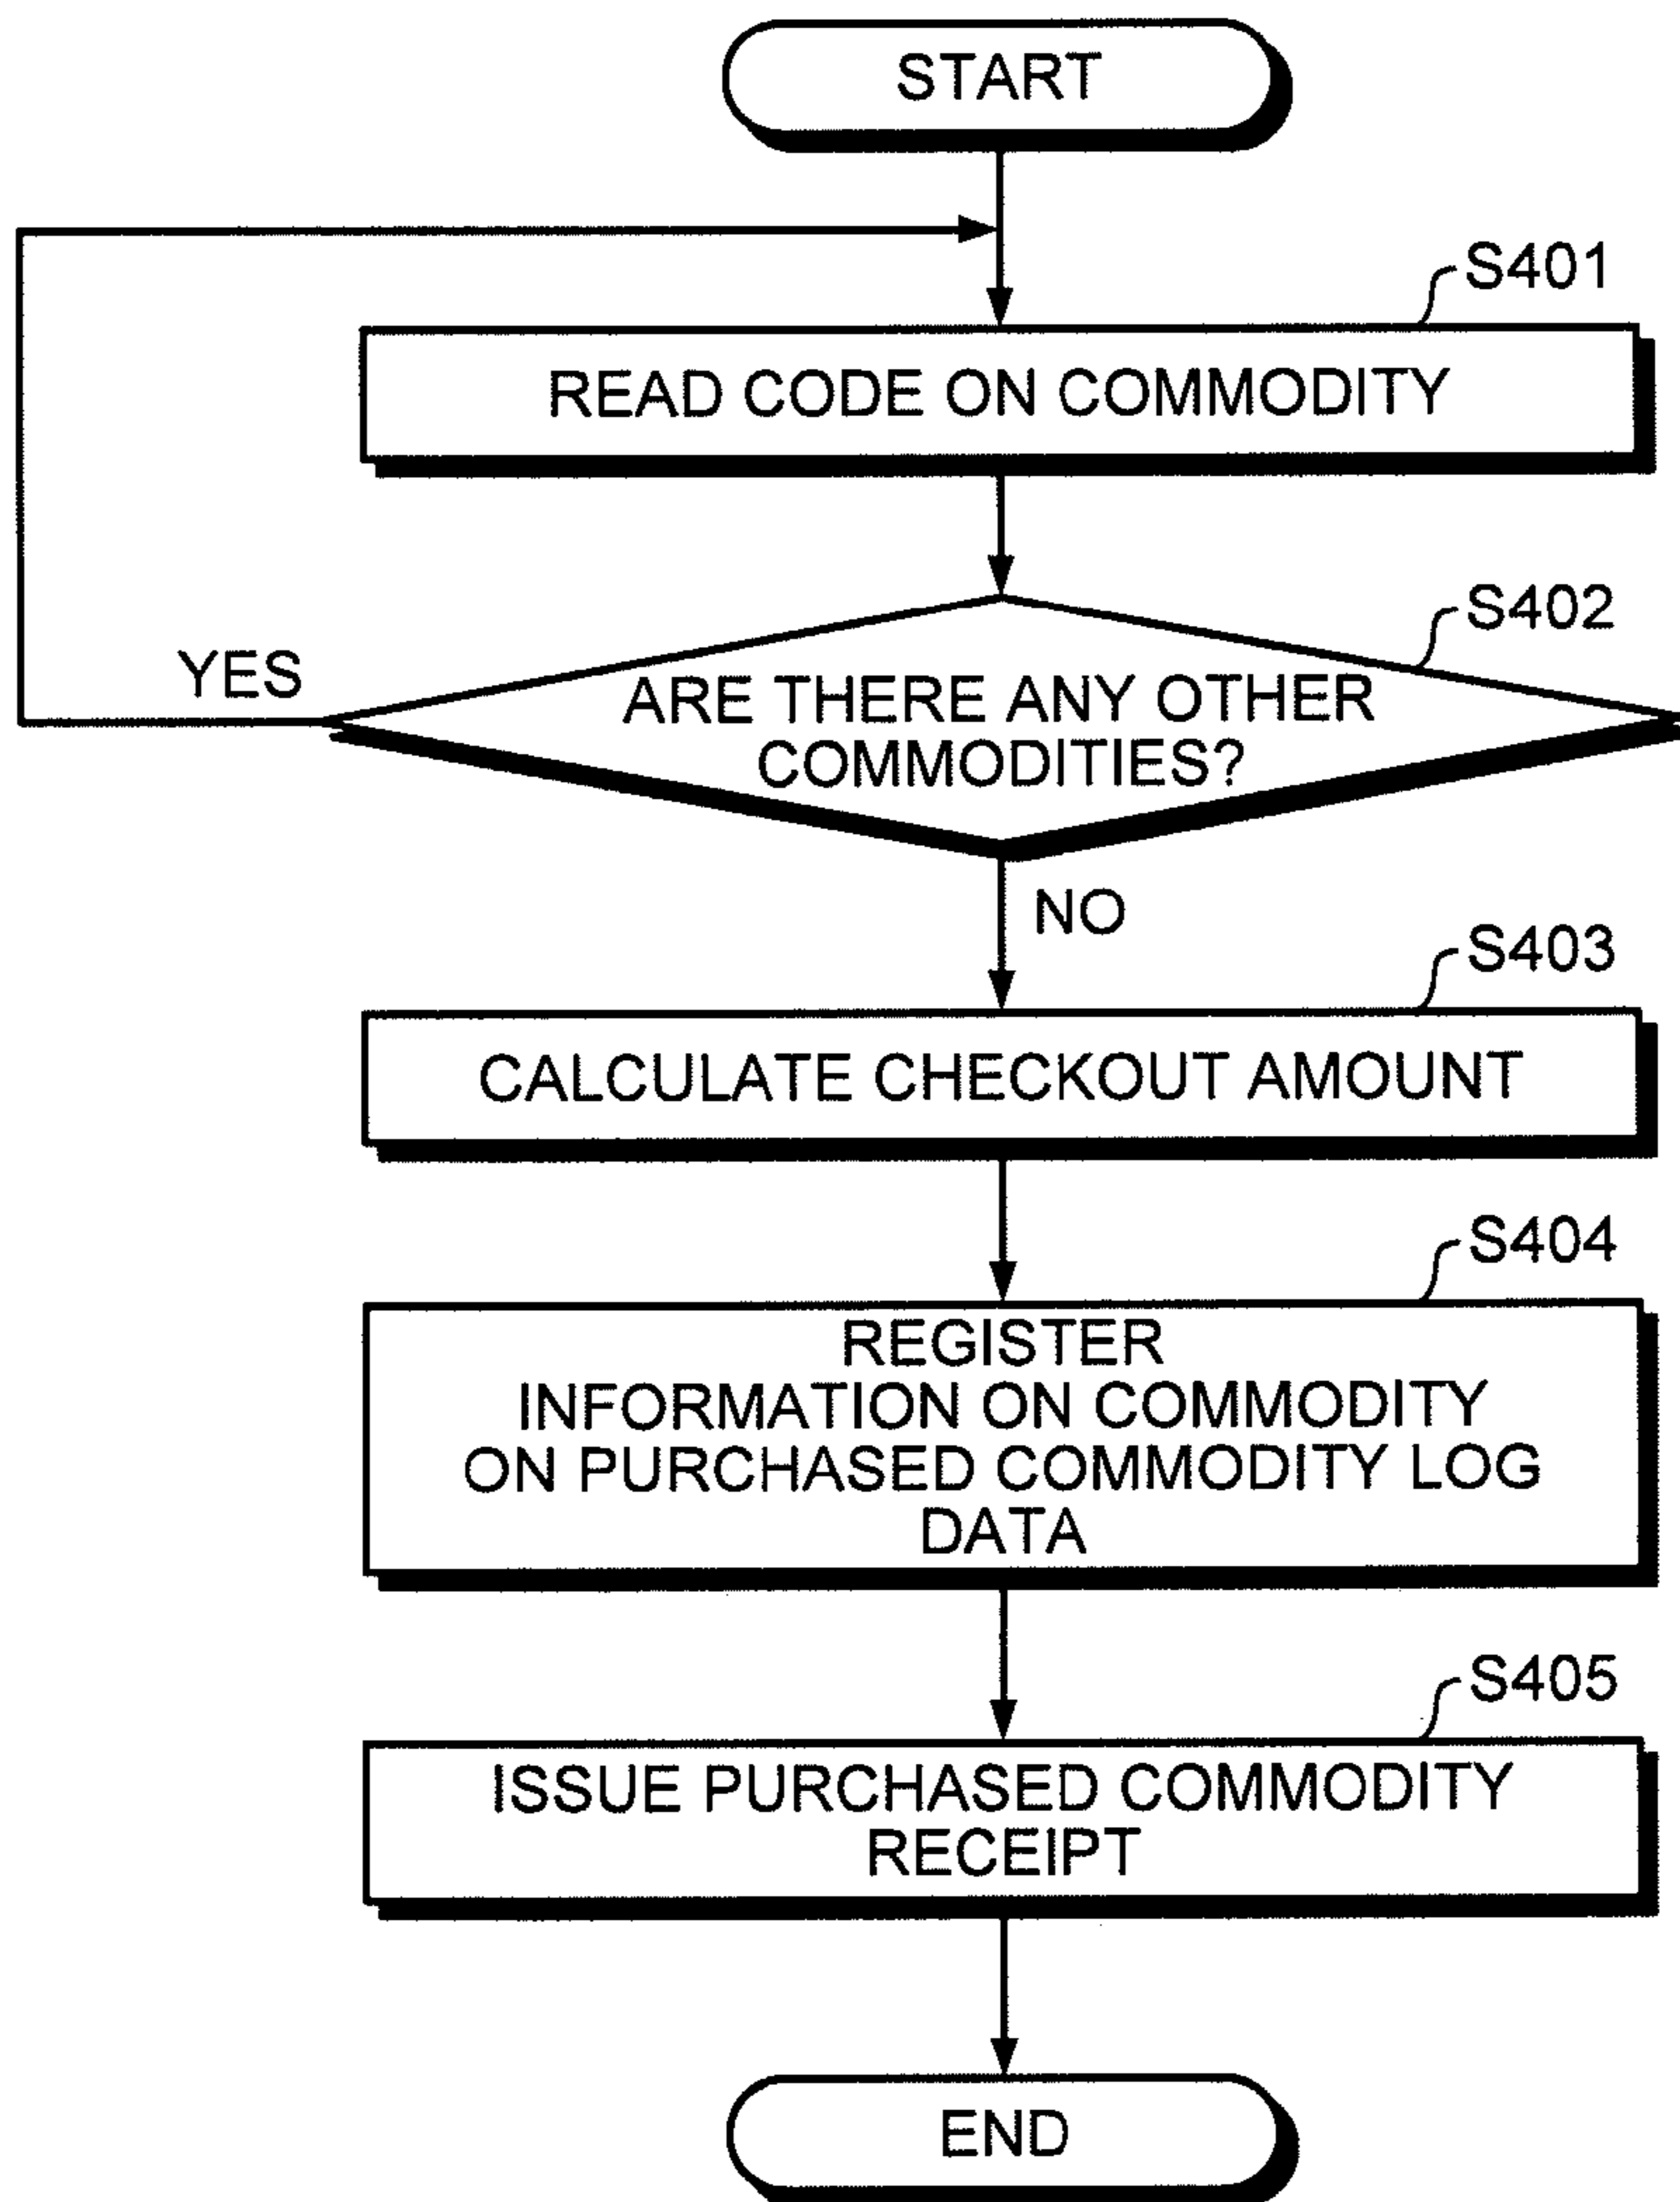 START
S401
READ CODE ON COMMODITY
S402
YES
ARE THERE ANY OTHER
COMMODITIES?
NO
S403
CALCULATE CHECKOUT AMOUNT
S404
REGISTER
INFORMATION ON COMMODITY
ON PURCHASED COMMODITY LOG
DATA
S405
ISSUE PURCHASED COMMODITY
RECEIPT
END